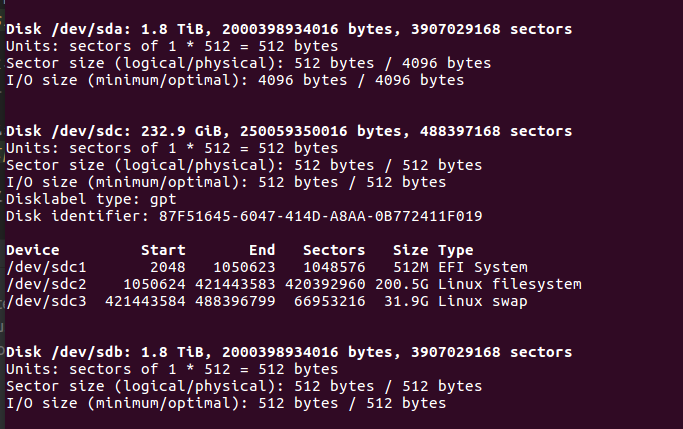 Disk /dev/sda: 1.8 TiB, 2000398934016 bytes, 3907029168 sectors
Units: sectors of 1 * 512 = 512 bytes
Sector size (logical/physical): 512 bytes / 4096 bytes
I/O size (minimum/optimal): 4096 bytes / 4096 bytes
Disk /dev/sdc: 232.9 GiB, 250059350016 bytes, 488397168 sectors
Units: sectors of 1 * 512 = 512 bytes
Sector size (logical/physical): 512 bytes / 512 bytes
I/O size (minimum/optimal): 512 bytes / 512 bytes
Disklabel type: gpt
Disk identifier: 87F51645-6047-414D-A8AA-0B772411F019
Device Start End Sectors Size Type
/dev/sdc1 2048 1050623 1048576 512M EFI System
/dev/sdc2 1050624 421443583 420392960 200.5G Linux filesystem
/dev/sdc3 421443584 488396799 66953216 31.9G Linux swap
Disk /dev/sdb: 1.8 TiB, 2000398934016 bytes, 3907029168 sectors
Units: sectors of 1 * 512 = 512 bytes
Sector size (logical/physical): 512 bytes / 512 bytes
I/O size (minimum/optimal): 512 bytes / 512 bytes